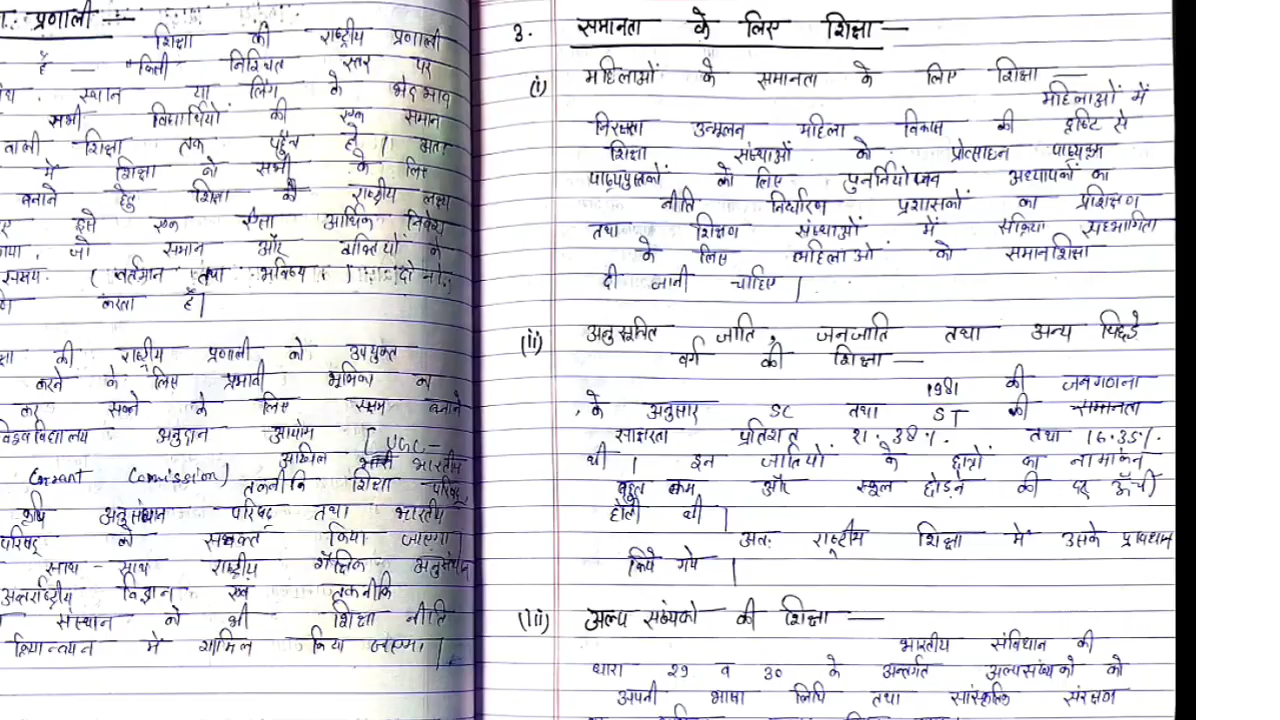 प्रणाली —
शिक्षा की राष्ट्रीय प्रणाली
है — "किसी निश्चित स्तर पर
स्थान या लिंग के भेदभाव
सभी विद्यार्थियों की एक समान
वाली शिक्षा तक पहुँच हो। अतः
में शिक्षा को सभी के लिए
बनाने हेतु शिक्षा के राष्ट्रीय लक्ष्य
इसे एक ऐसा आर्थिक निवेश
जो समान और व्यक्तियों के
समय (वर्तमान तथा भविष्य) दोनों
करता है।
की राष्ट्रीय प्रणाली को उपयुक्त
करने के लिए प्रभावी भूमिका का
कर सकने के लिए सक्षम बनाने
विश्वविद्यालय अनुदान आयोग (UGC—
Grant Commission) अखिल भारतीय
तकनीकि शिक्षा परिषद्,
कृषि अनुसंधान परिषद् तथा भारतीय
परिषद् को सशक्त किया जाएगा।
साथ-साथ राष्ट्रीय शैक्षिक अनुसंधान
अन्तर्राष्ट्रीय विज्ञान एवं तकनीकि
संस्थान को भी शिक्षा नीति
क्रियान्वयन में शामिल किया जाएगा।
3. समानता के लिए शिक्षा —
(i) महिलाओं के समानता के लिए शिक्षा —
महिलाओं में
निरक्षरता उन्मूलन महिला विकास की दृष्टि से
शिक्षा संस्थाओं को प्रोत्साहन पाठ्यक्रम
पाठ्यपुस्तकों को लिए पुनर्नियोजन अध्यापकों का
नीति निर्धारण प्रशासकों का प्रशिक्षण
तथा शिक्षण संस्थाओं में सक्रिय सहभागिता
के लिए महिलाओं को समान शिक्षा
दी जानी चाहिए।
(ii) अनुसूचित जाति, जनजाति तथा अन्य पिछड़े
वर्ग की शिक्षा —
1981 की जनगणना
के अनुसार SC तथा ST की समानता
साक्षरता प्रतिशत 21.38%. तथा 16.35%.
थी। इन जातियों के छात्रों का नामांकन
बहुत कम और स्कूल छोड़ने की दर ऊँची
होती थी।
अतः राष्ट्रीय शिक्षा में उसके प्रावधान
किये गये।
(iii) अल्प संख्यकों की शिक्षा —
भारतीय संविधान की
धारा २९ व ३० के अन्तर्गत अल्पसंख्यकों को
अपनी भाषा लिपि तथा सांस्कृतिक संरक्षण